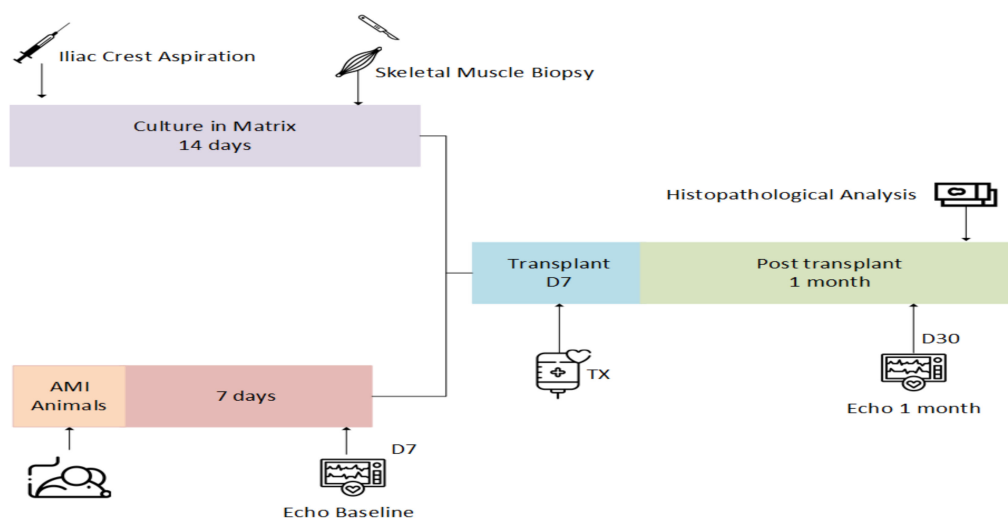 Iliac Crest Aspiration
Skeletal Muscle Biopsy
Culture in Matrix
14 days
Histopathological Analysis
Transplant
D7
Post transplant
1 month
TX
D30
Echo 1 month
AMI
Animals
7 days
D7
Echo Baseline